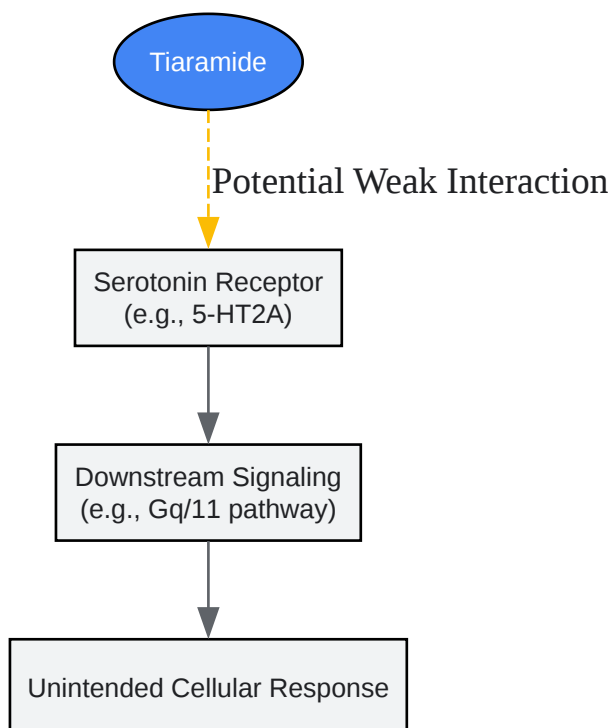 Tiaramide
Potential Weak Interaction
Serotonin Receptor
(e.g., 5-HT2A)
Downstream Signaling
(e.g., Gq/11 pathway)
Unintended Cellular Response